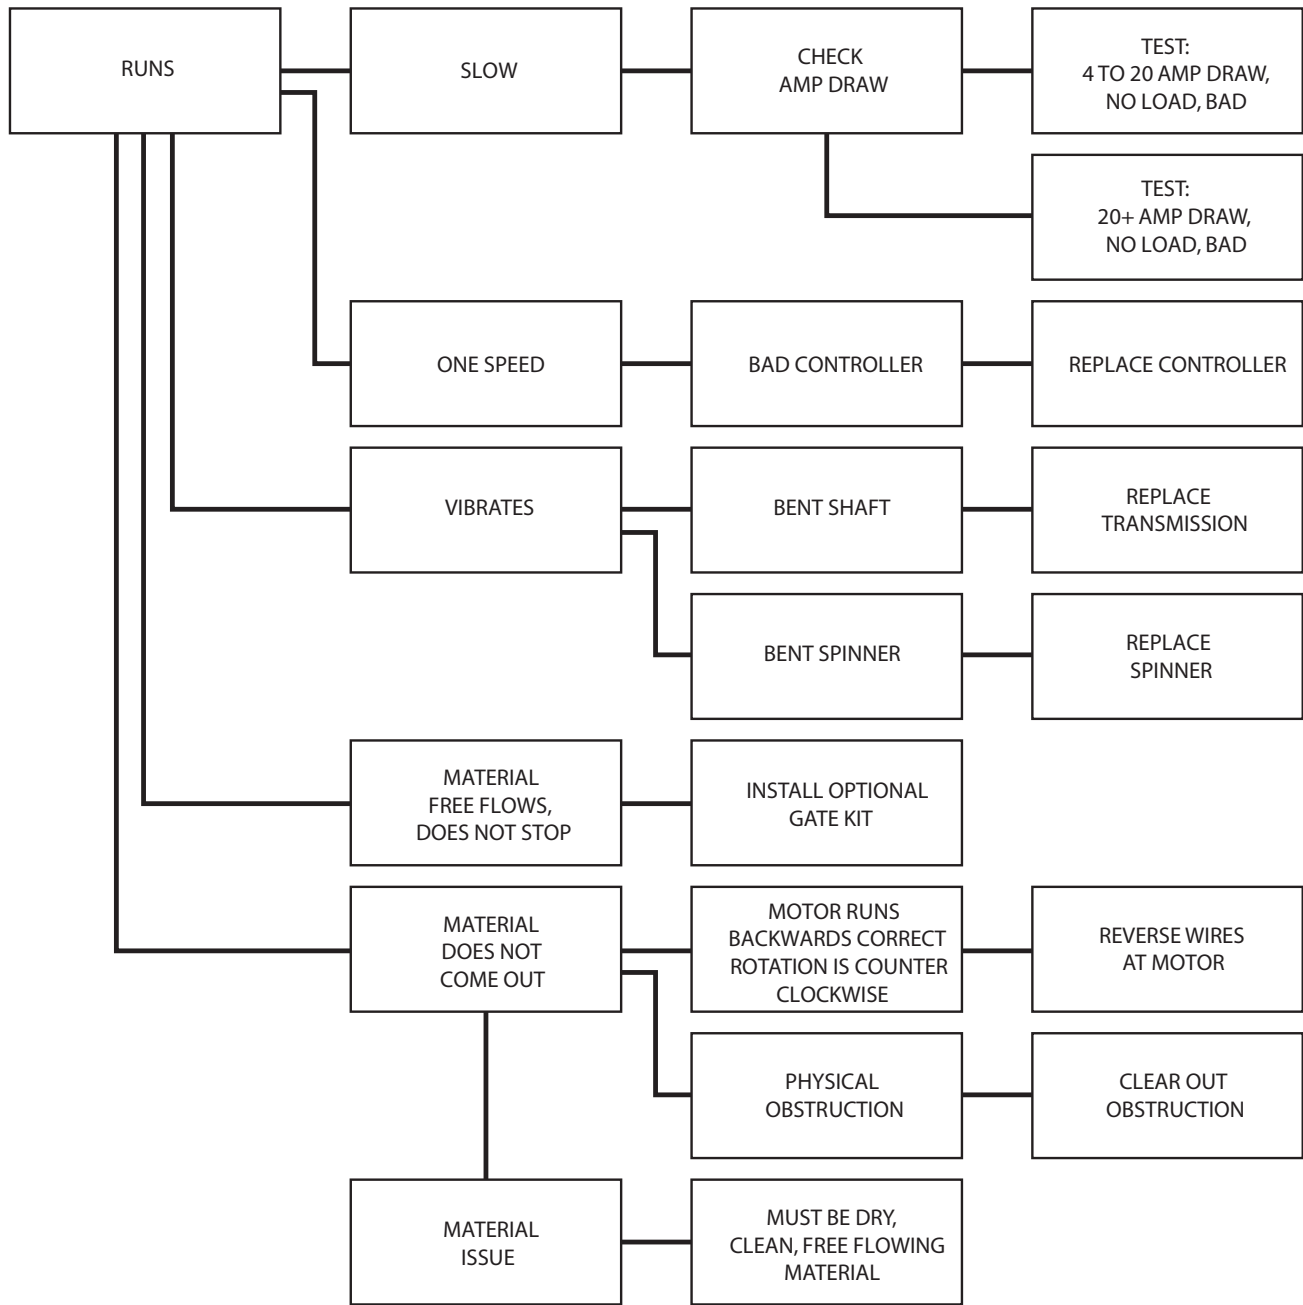 RUNS
SLOW
CHECK
AMP DRAW
TEST:
4 TO 20 AMP DRAW,
NO LOAD, BAD
TEST:
20+ AMP DRAW,
NO LOAD, BAD
ONE SPEED
BAD CONTROLLER
REPLACE CONTROLLER
VIBRATES
BENT SHAFT
REPLACE
TRANSMISSION
BENT SPINNER
REPLACE
SPINNER
MATERIAL
FREE FLOWS,
DOES NOT STOP
INSTALL OPTIONAL
GATE KIT
MATERIAL
DOES NOT
COME OUT
MOTOR RUNS
BACKWARDS CORRECT
ROTATION IS COUNTER
CLOCKWISE
REVERSE WIRES
AT MOTOR
PHYSICAL
OBSTRUCTION
CLEAR OUT
OBSTRUCTION
MATERIAL
ISSUE
MUST BE DRY,
CLEAN, FREE FLOWING
MATERIAL